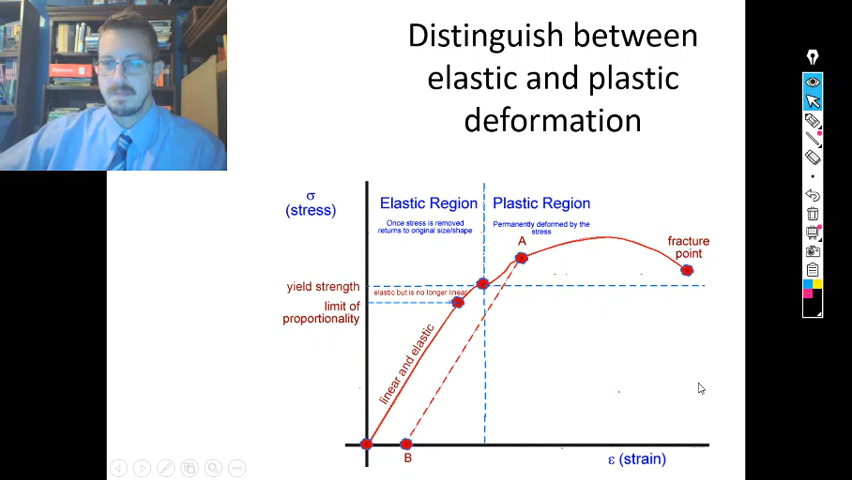 Distinguish between
elastic and plastic
deformation
σ
(stress)
Elastic Region
Once stress is removed
returns to original size/shape
Plastic Region
Permanently deformed by the
stress
A
fracture
point
yield strength
elastic but is no longer linear
limit of
proportionality
linear and elastic
B
ε (strain)